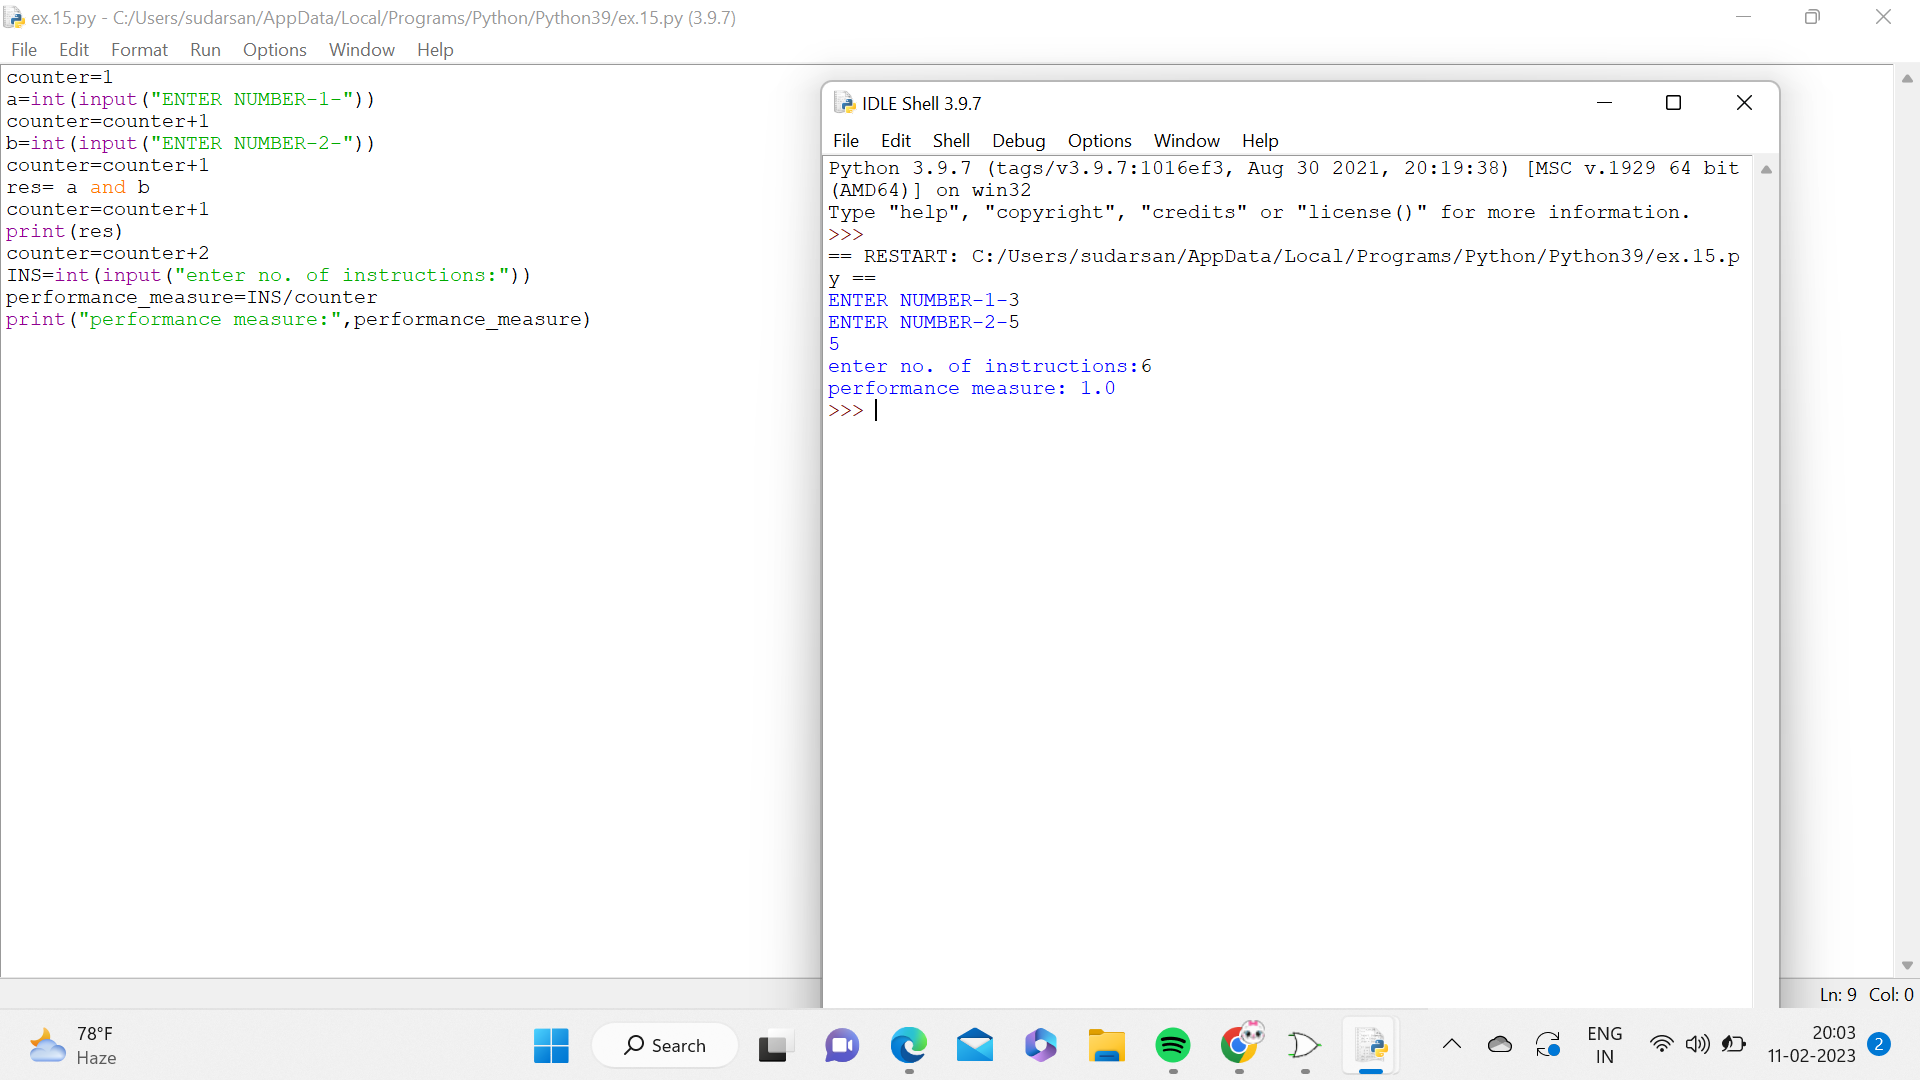 ex.15.py - C:/Users/sudarsan/AppData/Local/Programs/Python/Python39/ex.15.py (3.9.7)
File Edit Format Run Options Window Help
counter=1
a=int(input("ENTER NUMBER-1-"))
counter=counter+1
b=int(input("ENTER NUMBER-2-"))
counter=counter+1
res= a and b
counter=counter+1
print(res)
counter=counter+2
INS=int(input("enter no. of instructions:"))
performance_measure=INS/counter
print("performance measure:",performance_measure)
IDLE Shell 3.9.7
File Edit Shell Debug Options Window Help
Python 3.9.7 (tags/v3.9.7:1016ef3, Aug 30 2021, 20:19:38) [MSC v.1929 64 bit
(AMD64)] on win32
Type "help", "copyright", "credits" or "license()" for more information.
>>>
== RESTART: C:/Users/sudarsan/AppData/Local/Programs/Python/Python39/ex.15.p
y ==
ENTER NUMBER-1-3
ENTER NUMBER-2-5
5
enter no. of instructions:6
performance measure: 1.0
>>>
Ln: 9 Col: 0
78°F
Haze
Search
ENG
IN
20:03
11-02-2023
2